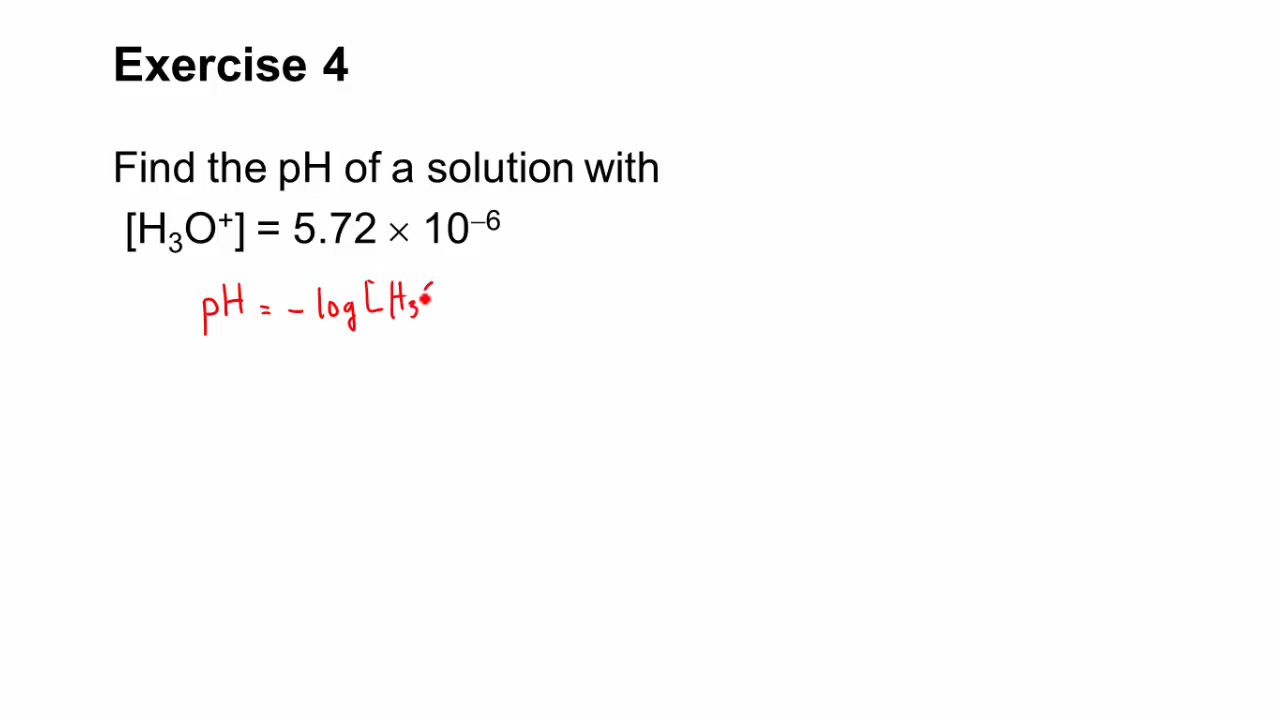 Exercise 4
Find the pH of a solution with
[H₃O⁺] = 5.72 × 10⁻⁶
pH = - log [H₃